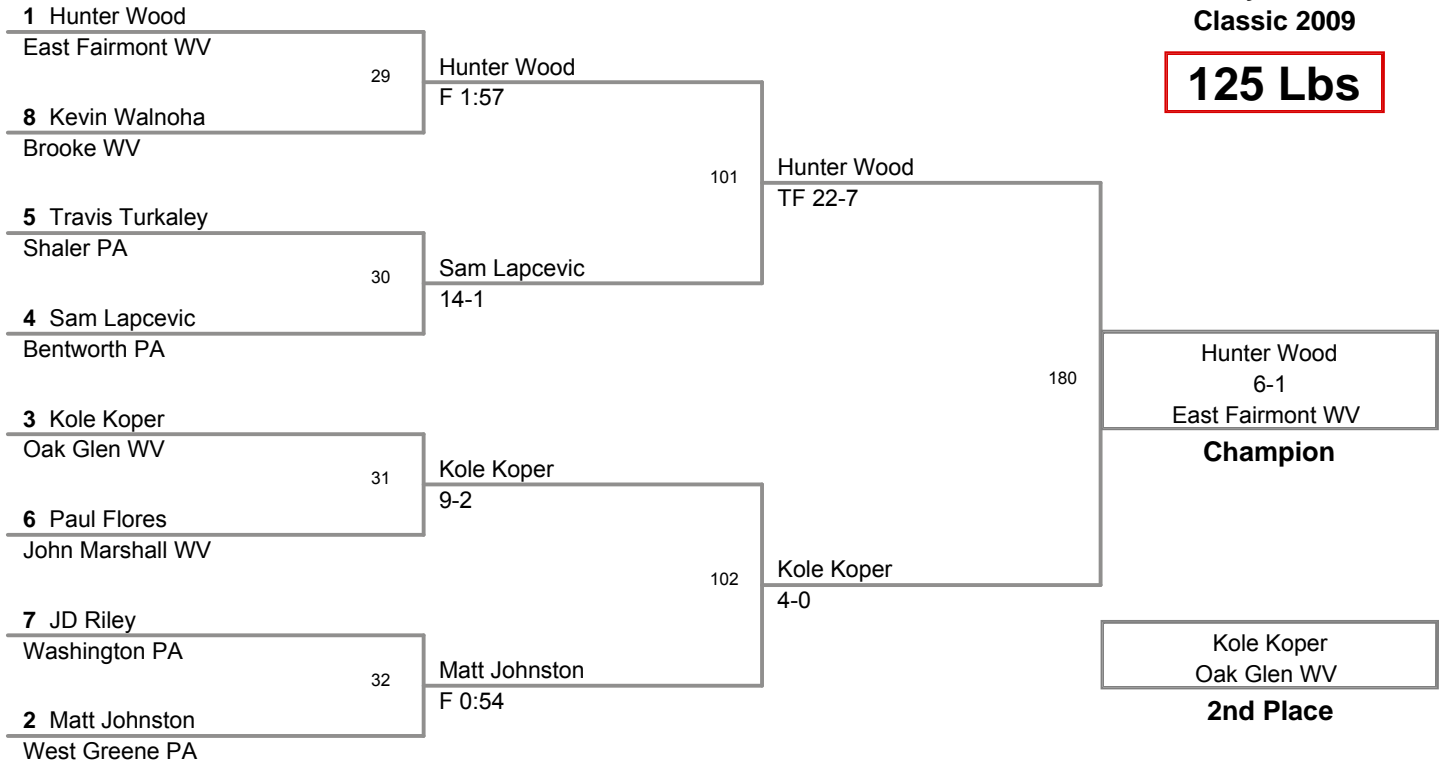 Classic 2009
125 Lbs
1 Hunter Wood
East Fairmont WV
29
8 Kevin Walnoha
Brooke WV
5 Travis Turkaley
Shaler PA
30
4 Sam Lapcevic
Bentworth PA
3 Kole Koper
Oak Glen WV
31
6 Paul Flores
John Marshall WV
7 JD Riley
Washington PA
32
2 Matt Johnston
West Greene PA
Hunter Wood
F 1:57
101
Sam Lapcevic
14-1
Kole Koper
9-2
102
Matt Johnston
F 0:54
Hunter Wood
TF 22-7
180
Kole Koper
4-0
Hunter Wood
6-1
East Fairmont WV
Champion
Kole Koper
Oak Glen WV
2nd Place